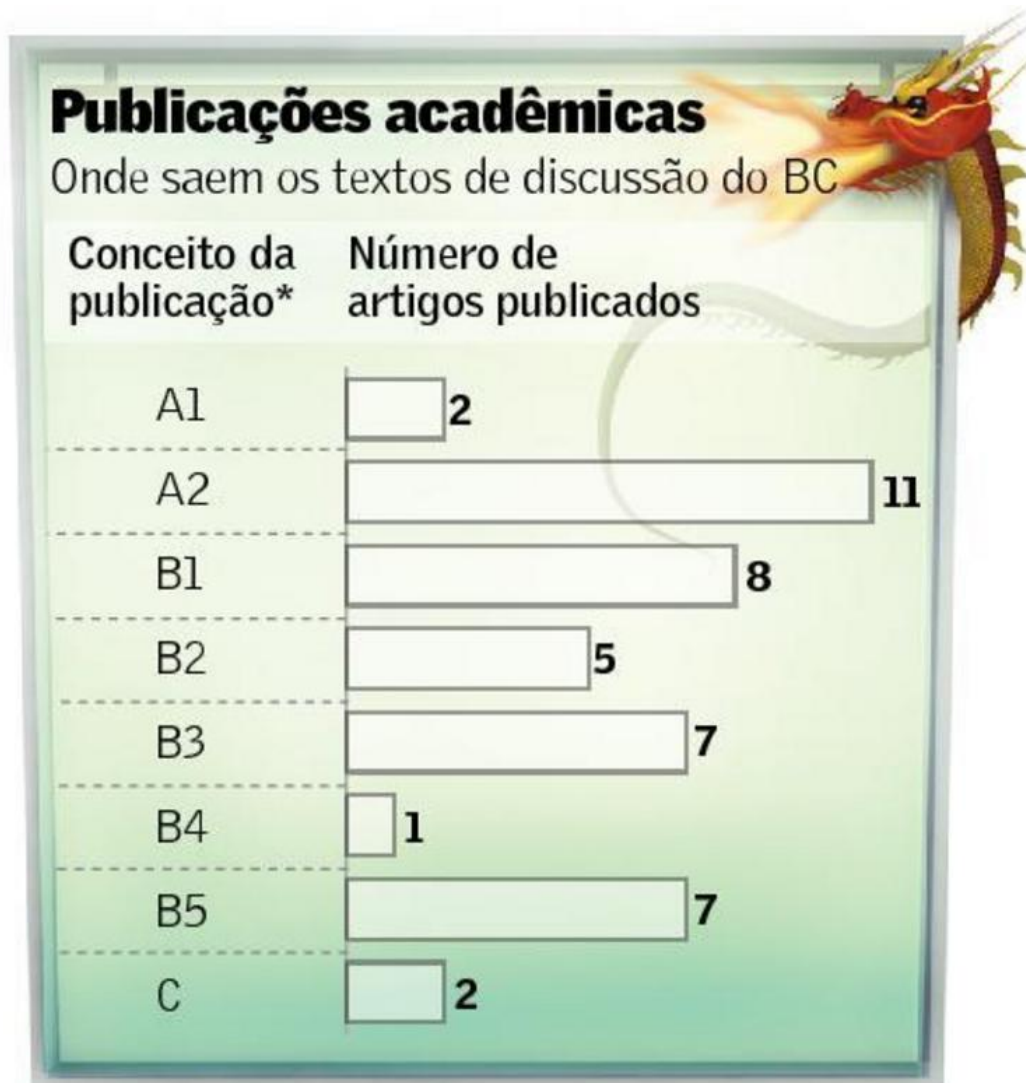 Publicações acadêmicas
Onde saem os textos de discussão do BC
Conceito da publicação*
Número de artigos publicados
A1 2
A2 11
B1 8
B2 5
B3 7
B4 1
B5 7
C 2